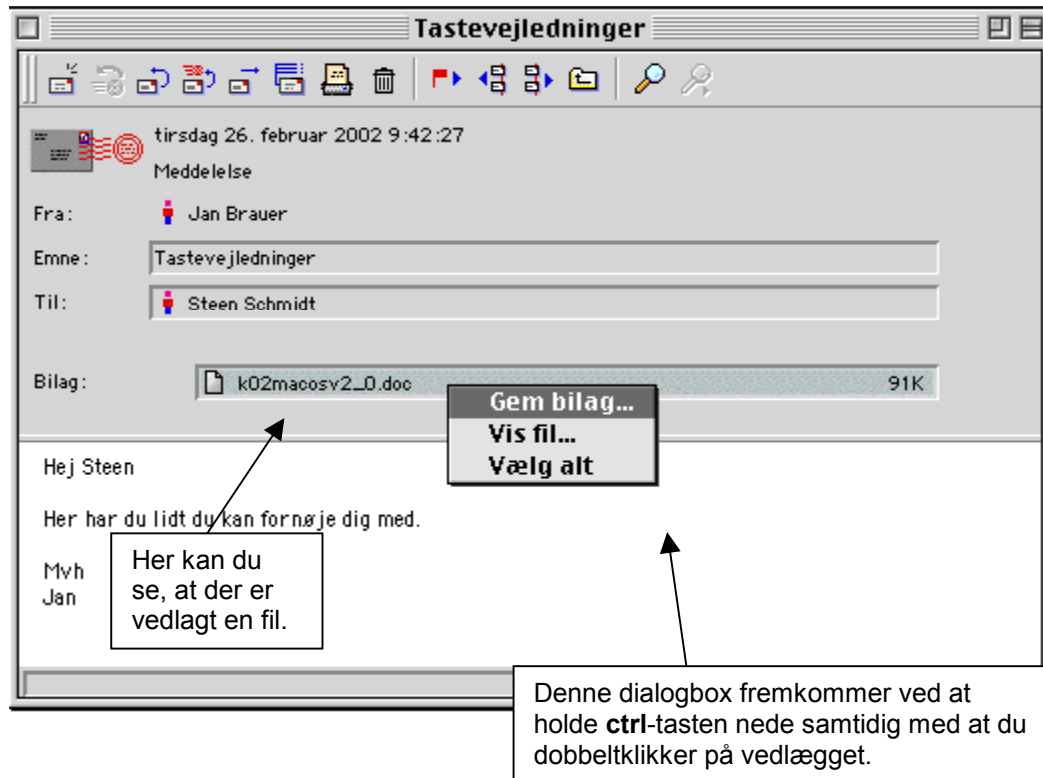 Tastevejledninger
tirsdag 26. februar 2002 9:42:27
Meddelelse
Fra: Jan Brauer
Emne: Tastevejledninger
Til: Steen Schmidt
Bilag: k02macosv2_0.doc 91K
Gem bilag...
Vis fil...
Vælg alt
Hej Steen
Her har du lidt du kan fornøje dig med.
Mvh
Jan
Her kan du
se, at der er
vedlagt en fil.
Denne dialogbox fremkommer ved at
holde ctrl-tasten nede samtidig med at du
dobbeltklikker på vedlægget.